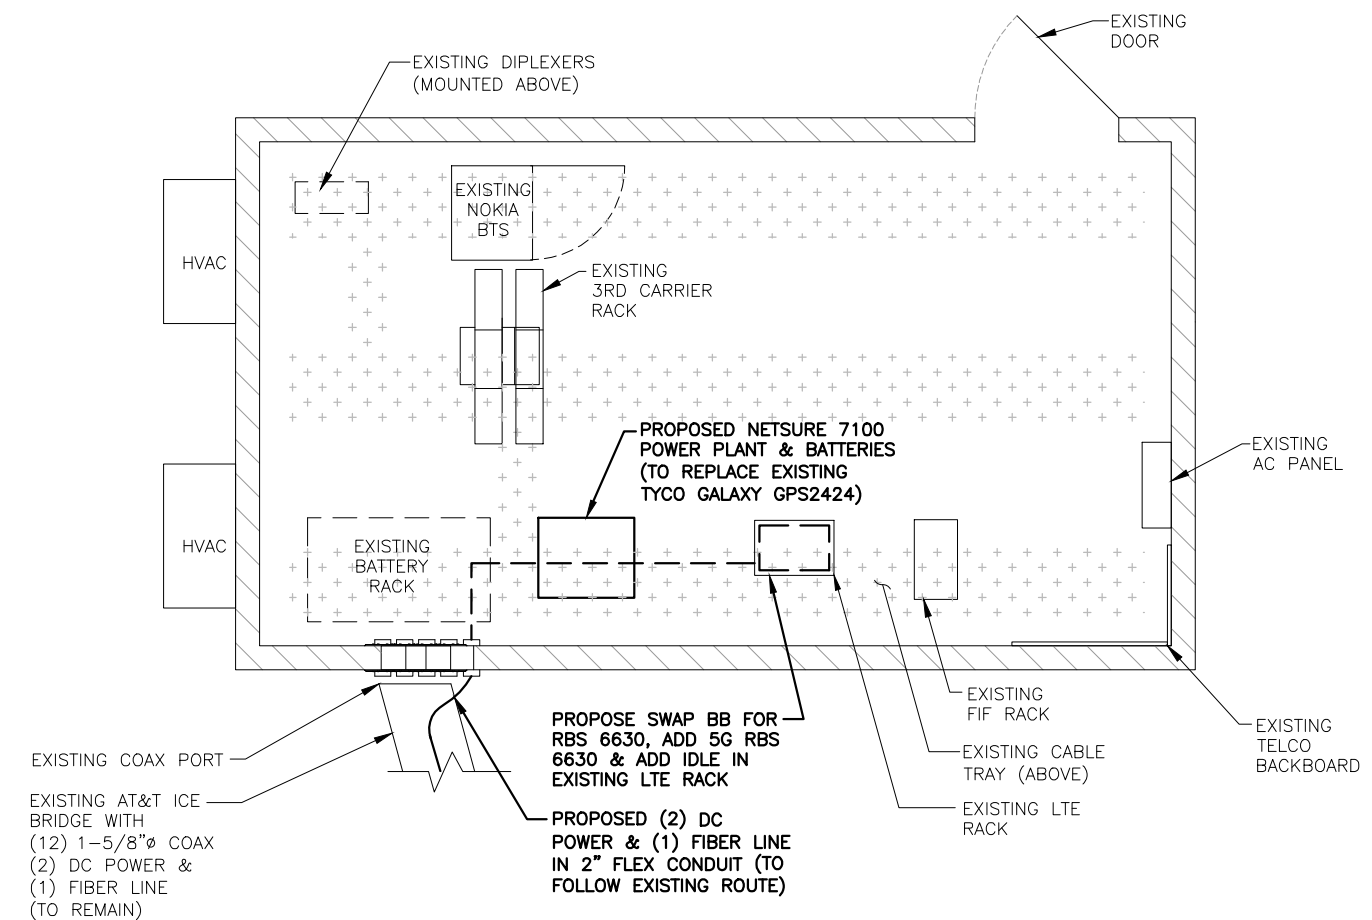 EXISTING
DOOR
EXISTING DIPLEXERS
(MOUNTED ABOVE)
EXISTING
NOKIA
BTS
HVAC
EXISTING
3RD CARRIER
RACK
PROPOSED NETSURE 7100
POWER PLANT & BATTERIES
(TO REPLACE EXISTING
TYCO GALAXY GPS2424)
EXISTING
AC PANEL
HVAC
EXISTING
BATTERY
RACK
EXISTING
FIF RACK
PROPOSE SWAP BB FOR
RBS 6630, ADD 5G RBS
6630 & ADD IDLE IN
EXISTING LTE RACK
EXISTING
TELCO
BACKBOARD
EXISTING CABLE
TRAY (ABOVE)
EXISTING COAX PORT
EXISTING LTE
RACK
EXISTING AT&T ICE
BRIDGE WITH
(12) 1-5/8"ø COAX
(2) DC POWER &
(1) FIBER LINE
(TO REMAIN)
PROPOSED (2) DC
POWER & (1) FIBER LINE
IN 2" FLEX CONDUIT (TO
FOLLOW EXISTING ROUTE)